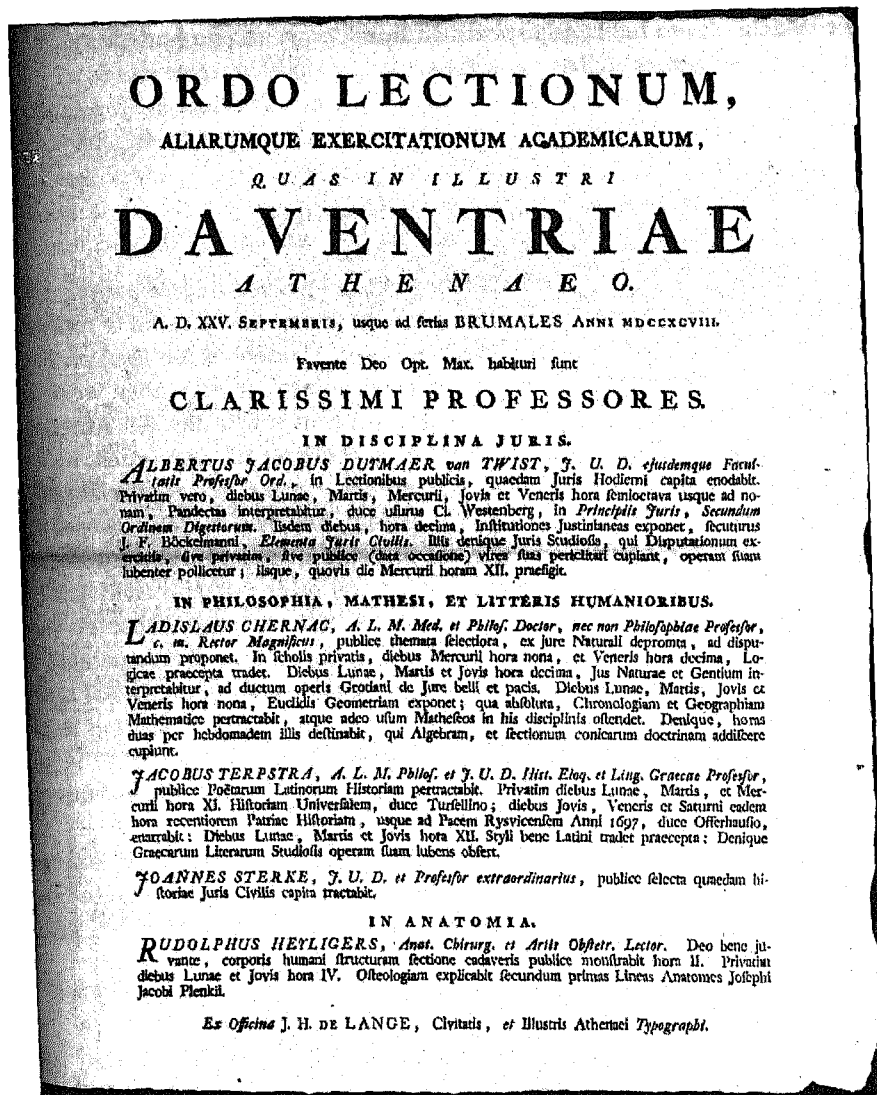 ORDO LECTIONUM,
ALIARUMQUE EXERCITATIONUM ACADEMICARUM,
QUAS IN ILLUSTRI
DAVENTRIAE
ATHENAEO.
A. D. XXV. SEPTEMBRIS, usque ad ferias BRUMALES ANNI MDCCXCVIII.
Favente Deo Opt. Max. habituri sunt
CLARISSIMI PROFESSORES.
IN DISCIPLINA JURIS.
ALBERTUS JACOBUS DUTMAER van TWIST, J. U. D. ejusdemque Facul-
tatis Professor Ord., in Lectionibus publicis, quaedam Juris Hodierni capita enodabit.
Privatim vero, diebus Lunae, Martis, Mercurii, Jovis et Veneris hora semioctava usque ad no-
nam, Pandectas interpretabitur, duce usurus Cl. Westenberg, in Principiis Juris, Secundum
Ordinem Digestorum. Iisdem diebus, hora decima, Institutiones Justinianeas exponet, secuturus
J. F. Böckelmanni, Elementa Juris Civilis. Illis denique Juris Studiosis, qui Disputationum ex-
ercitiis, sive privatim, sive publice (data occasione) vires suas periclitari cupiant, operam suam
lubenter pollicetur; iisque, quovis die Mercurii horam XII. praefigit.
IN PHILOSOPHIA, MATHESI, ET LITTERIS HUMANIORIBUS.
LADISLAUS CHERNAC, A. L. M. Med. et Philos. Doctor, nec non Philosophiae Professor,
c. m. Rector Magnificus, publice themata selectiora, ex jure Naturali depromta, ad dispu-
tandum proponet. In scholis privatis, diebus Mercurii hora nona, et Veneris hora decima, Lo-
gicae praecepta tradet. Diebus Lunae, Martis et Jovis hora decima, Jus Naturae et Gentium in-
terpretabitur, ad ductum operis Grotiani de Jure belli et pacis. Diebus Lunae, Martis, Jovis et
Veneris hora nona, Euclidis Geometriam exponet; qua absoluta, Chronologiam et Geographiam
Mathematice pertractabit, atque adeo usum Matheseos in his disciplinis ostendet. Denique, horas
duas per hebdomadem illis destinabit, qui Algebram, et sectionum conicarum doctrinam addiscere
cupiunt.
JACOBUS TERPSTRA, A. L. M. Philos. et J. U. D. Hist. Eloq. et Ling. Graecae Professor,
publice Poëtarum Latinorum Historiam pertractabit. Privatim diebus Lunae, Martis, et Mer-
curii hora XI. Historiam Universalem, duce Tursellino; diebus Jovis, Veneris et Saturni eadem
hora recentiorem Patriae Historiam, usque ad Pacem Rysvicensem Anni 1697, duce Offerhausio,
enarrabit: Diebus Lunae, Martis et Jovis hora XII. Styli bene Latini tradet praecepta: Denique
Graecarum Literarum Studiosis operam suam lubens obfert.
JOANNES STERKE, J. U. D. et Professor extraordinarius, publice selecta quaedam hi-
storiae Juris Civilis capita tractabit.
IN ANATOMIA.
RUDOLPHUS HEYLIGERS, Anat. Chirurg. et Artis Obstetr. Lector. Deo bene ju-
vante, corporis humani structuram sectione cadaveris publice monstrabit hora II. Privatim
diebus Lunae et Jovis hora IV. Osteologiam explicabit secundum primas Lineas Anatomes Josephi
Jacobi Plenkii.
Ex Officina J. H. DE LANGE, Civitatis, et Illustris Athenaei Typographi.